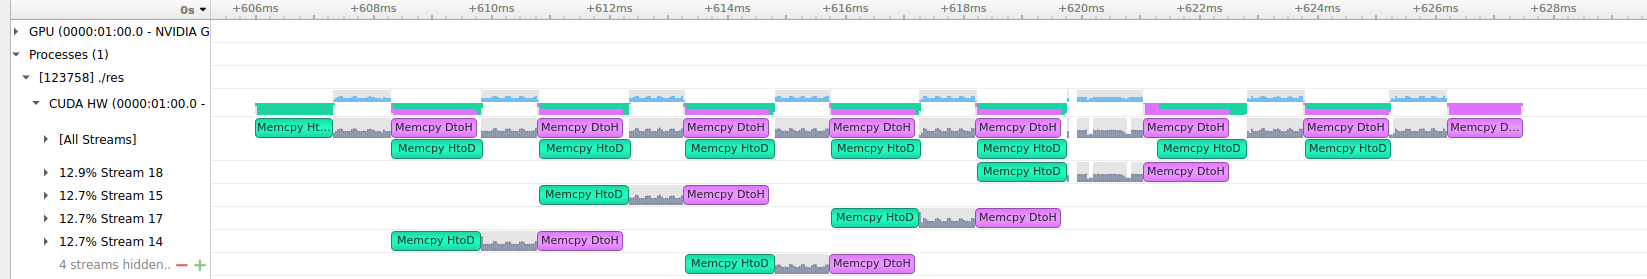 0s +606ms +608ms +610ms +612ms +614ms +616ms +618ms +620ms +622ms +624ms +626ms +628ms
GPU (0000:01:00.0 - NVIDIA G
Processes (1)
[123758] ./res
CUDA HW (0000:01:00.0 -
Memcpy Ht... Memcpy DtoH Memcpy DtoH Memcpy DtoH Memcpy DtoH Memcpy DtoH Memcpy DtoH Memcpy DtoH Memcpy D...
[All Streams]
Memcpy HtoD Memcpy HtoD Memcpy HtoD Memcpy HtoD Memcpy HtoD Memcpy HtoD Memcpy HtoD
12.9% Stream 18 Memcpy HtoD Memcpy DtoH
12.7% Stream 15 Memcpy HtoD Memcpy DtoH
12.7% Stream 17 Memcpy HtoD Memcpy DtoH
12.7% Stream 14 Memcpy HtoD Memcpy DtoH
4 streams hidden.. Memcpy HtoD Memcpy DtoH